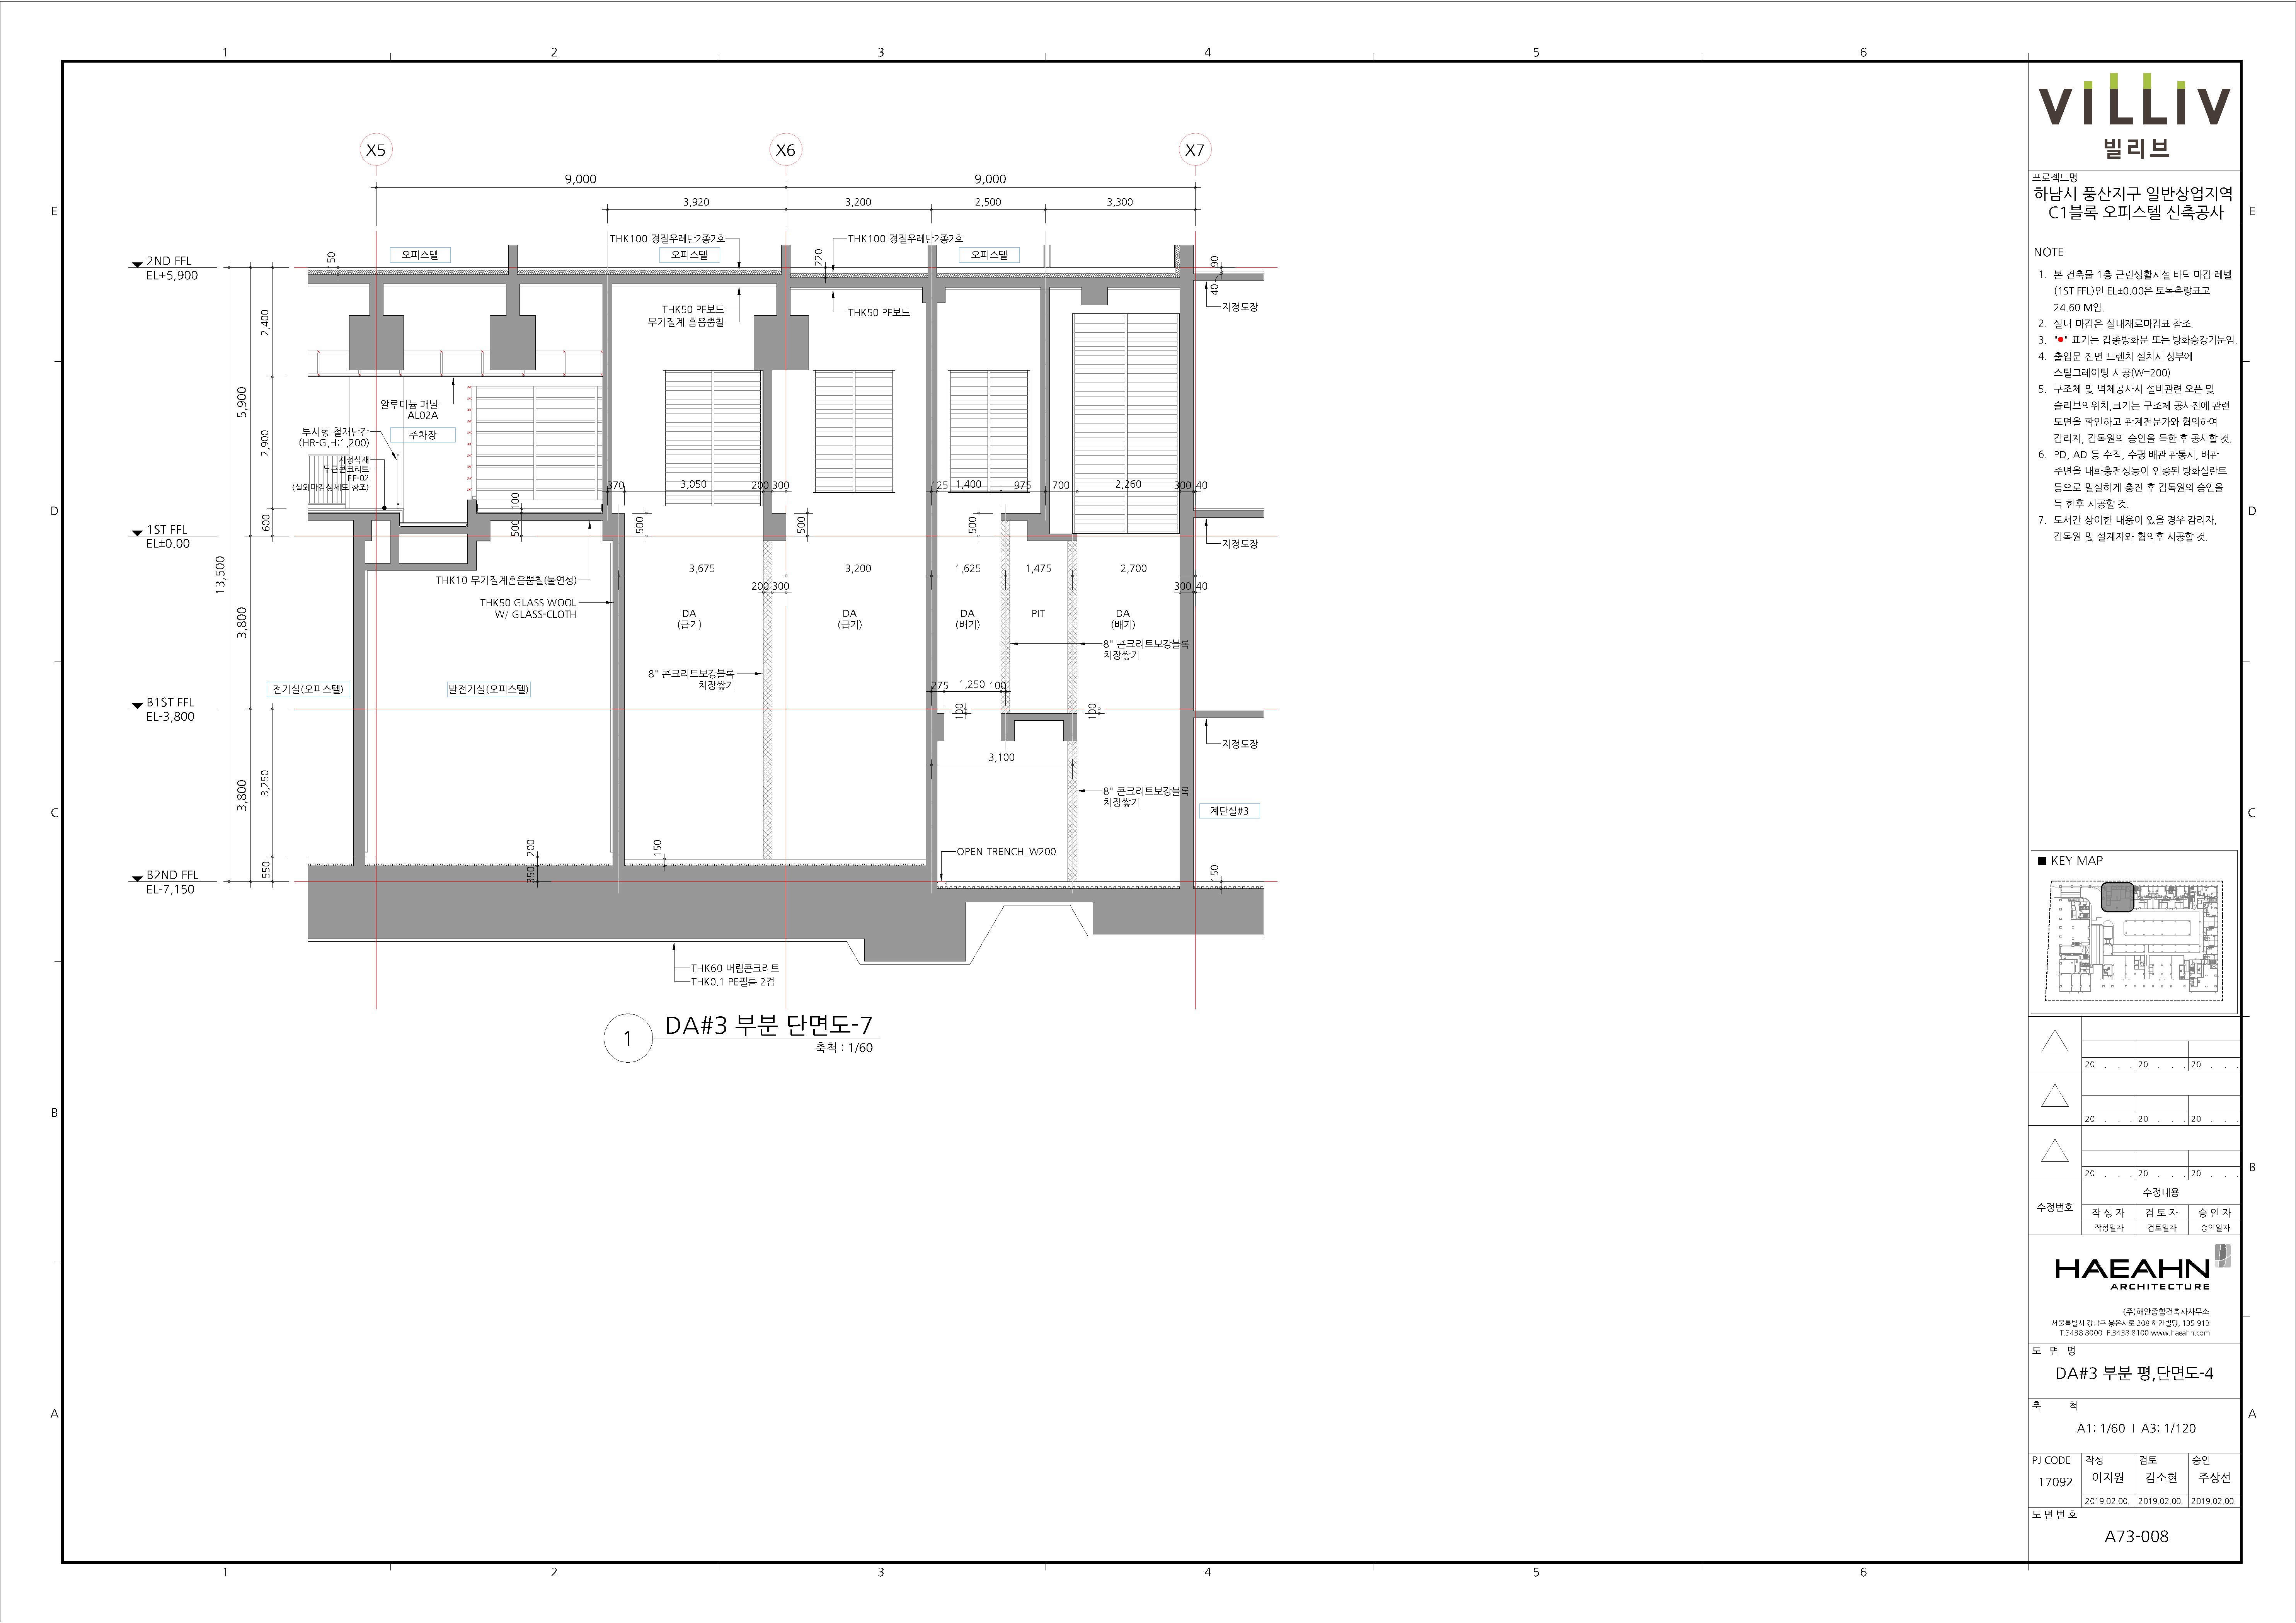 1
2
3
4
5
6
X5
X6
X7
9,000
9,000
3,920
3,200
2,500
3,300
THK100 경질우레탄2종2호
THK100 경질우레탄2종2호
오피스텔
오피스텔
오피스텔
150
220
90
40
2ND FFL
EL+5,900
THK50 PF보드
무기질계 흡음뿜칠
THK50 PF보드
지정도장
2,400
5,900
2,900
600
13,500
알루미늄 패널
AL02A
투시형 철재난간
(HR-G,H:1,200)
주차장
지정석재
무근콘크리트
EF-02
(실외마감상세도 참조)
370
3,050
200
300
125
1,400
975
700
2,260
300
40
100
500
500
500
500
1ST FFL
EL±0.00
지정도장
THK10 무기질계흡음뿜칠(불연성)
THK50 GLASS WOOL
W/ GLASS-CLOTH
3,675
3,200
1,625
1,475
2,700
200
300
300
40
DA
(급기)
DA
(급기)
DA
(배기)
PIT
DA
(배기)
8" 콘크리트보강블록
치장쌓기
8" 콘크리트보강블록
치장쌓기
3,800
전기실(오피스텔)
발전기실(오피스텔)
275
1,250
100
B1ST FFL
EL-3,800
100
100
지정도장
3,100
3,800
3,250
8" 콘크리트보강블록
치장쌓기
계단실#3
200
350
150
OPEN TRENCH_W200
150
550
B2ND FFL
EL-7,150
THK60 버림콘크리트
THK0.1 PE필름 2겹
1
DA#3 부분 단면도-7
축척 : 1/60
E
D
C
B
A
E
D
C
B
A
1
2
3
4
5
6
VILLIV
빌리브
프로젝트명
하남시 풍산지구 일반상업지역
C1블록 오피스텔 신축공사
NOTE
1. 본 건축물 1층 근린생활시설 바닥 마감 레벨
(1ST FFL)인 EL±0.00은 토목측량표고
24.60 M임.
2. 실내 마감은 실내재료마감표 참조.
3. "●" 표기는 갑종방화문 또는 방화승강기문임.
4. 출입문 전면 트렌치 설치시 상부에
스틸그레이팅 시공(W=200)
5. 구조체 및 벽체공사시 설비관련 오픈 및
슬리브의위치,크기는 구조체 공사전에 관련
도면을 확인하고 관계전문가와 협의하여
감리자, 감독원의 승인을 득한 후 공사할 것.
6. PD, AD 등 수직, 수평 배관 관통시, 배관
주변을 내화충전성능이 인증된 방화실란트
등으로 밀실하게 충진 후 감독원의 승인을
득 한후 시공할 것.
7. 도서간 상이한 내용이 있을 경우 감리자,
감독원 및 설계자와 협의후 시공할 것.
■ KEY MAP
20 . . . 20 . . . 20 . . .
20 . . . 20 . . . 20 . . .
20 . . . 20 . . . 20 . . .
수정번호
수정내용
작 성 자 검 토 자 승 인 자
작성일자 검토일자 승인일자
HAEAHN
ARCHITECTURE
(주)해안종합건축사사무소
서울특별시 강남구 봉은사로 208 해안빌딩, 135-913
T.3438 8000 F.3438 8100 www.haeahn.com
도 면 명
DA#3 부분 평,단면도-4
축 척
A1: 1/60 I A3: 1/120
PJ CODE 작성 검토 승인
17092 이지원 김소현 주상선
2019.02.00. 2019.02.00. 2019.02.00.
도 면 번 호
A73-008